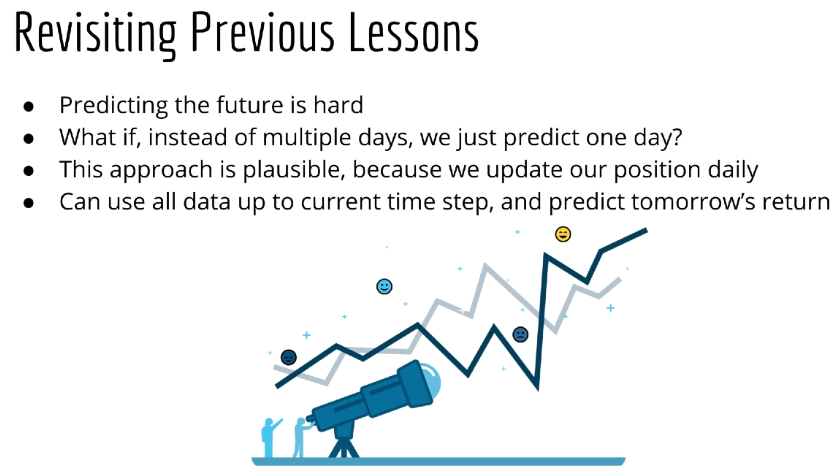 Revisiting Previous Lessons
● Predicting the future is hard
● What if, instead of multiple days, we just predict one day?
● This approach is plausible, because we update our position daily
● Can use all data up to current time step, and predict tomorrow’s return